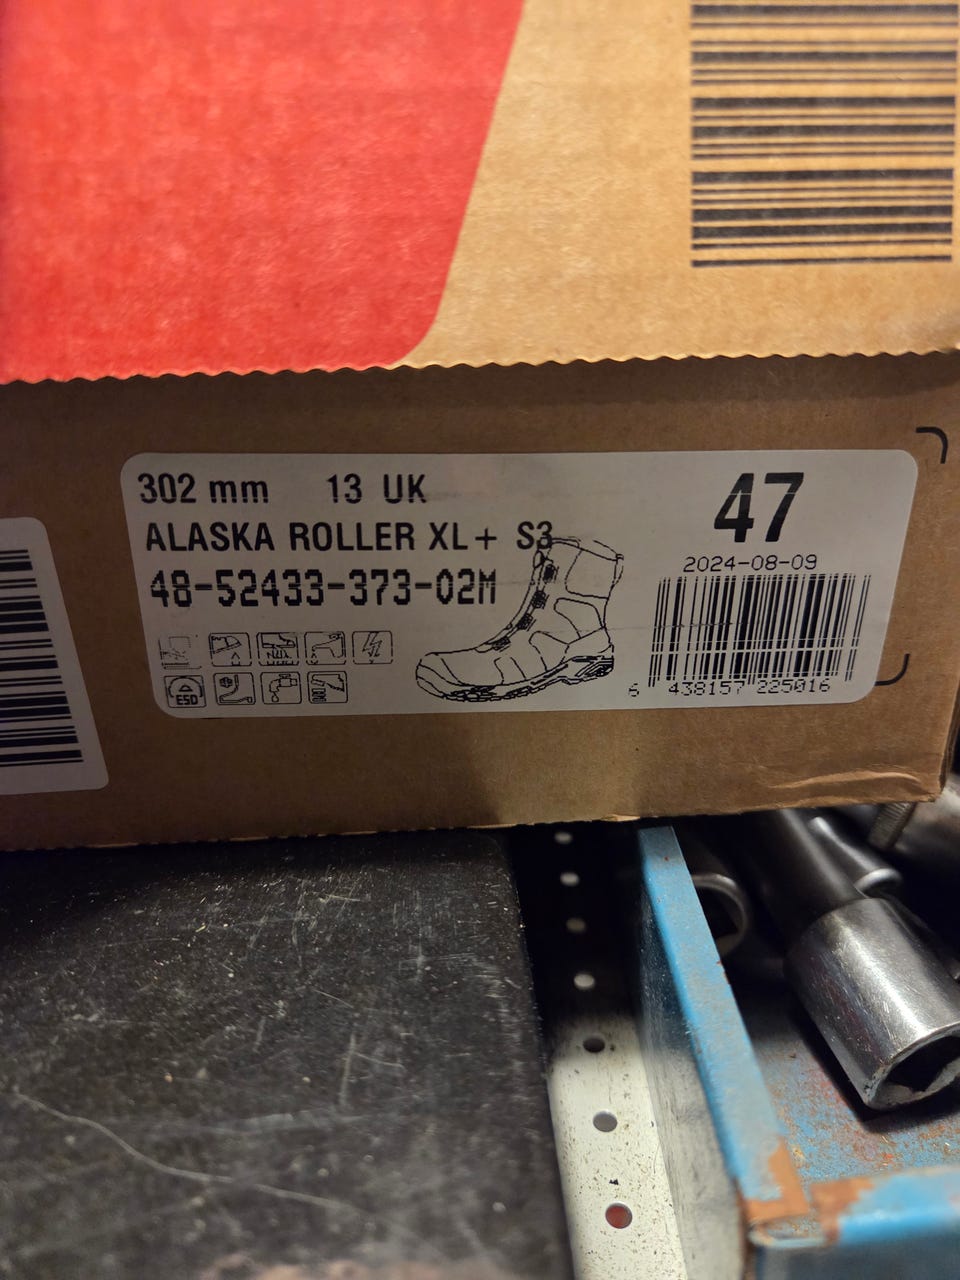 302 mm 13 UK
47
ALASKA ROLLER XL+ S3
2024-08-09
48-52433-373-02M
ESD
6 438157 225016